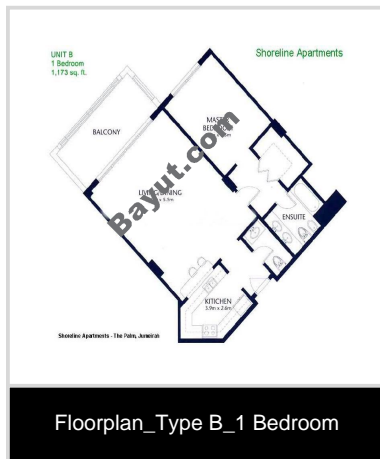 UNIT B
1 Bedroom
1,173 sq. ft.
Shoreline Apartments
BALCONY
MASTER
BEDROOM
LIVING/DINING
Bayut.com
ENSUITE
KITCHEN
3.9m x 2.6m
Shoreline Apartments - The Palm, Jumeirah
Floorplan_Type B_1 Bedroom